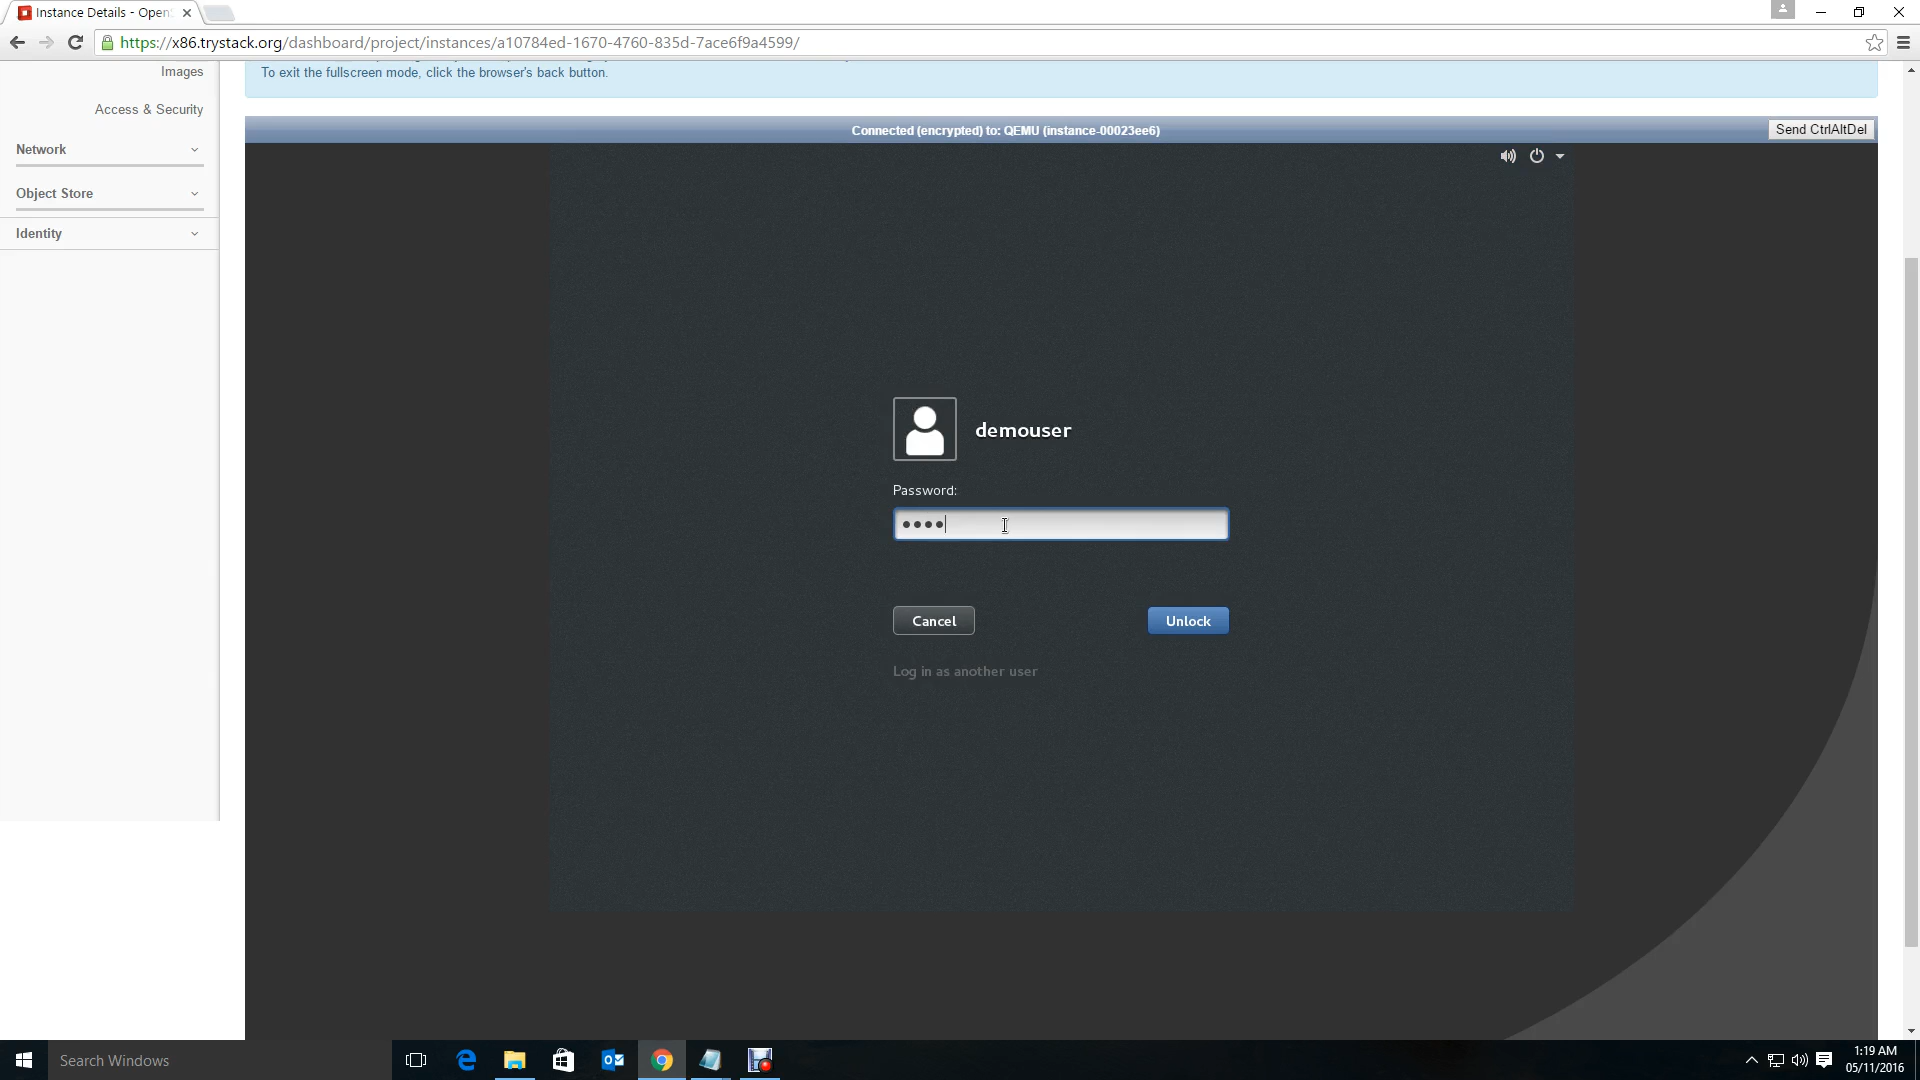 Instance Details - Open
https://x86.trystack.org/dashboard/project/instances/a10784ed-1670-4760-835d-7ace6f9a4599/
Images
To exit the fullscreen mode, click the browser's back button.
Access & Security
Connected (encrypted) to: QEMU (instance-00023ee6)
Send CtrlAltDel
Network
Object Store
Identity
demouser
Password:
Cancel
Unlock
Log in as another user
Search Windows
1:19 AM
05/11/2016